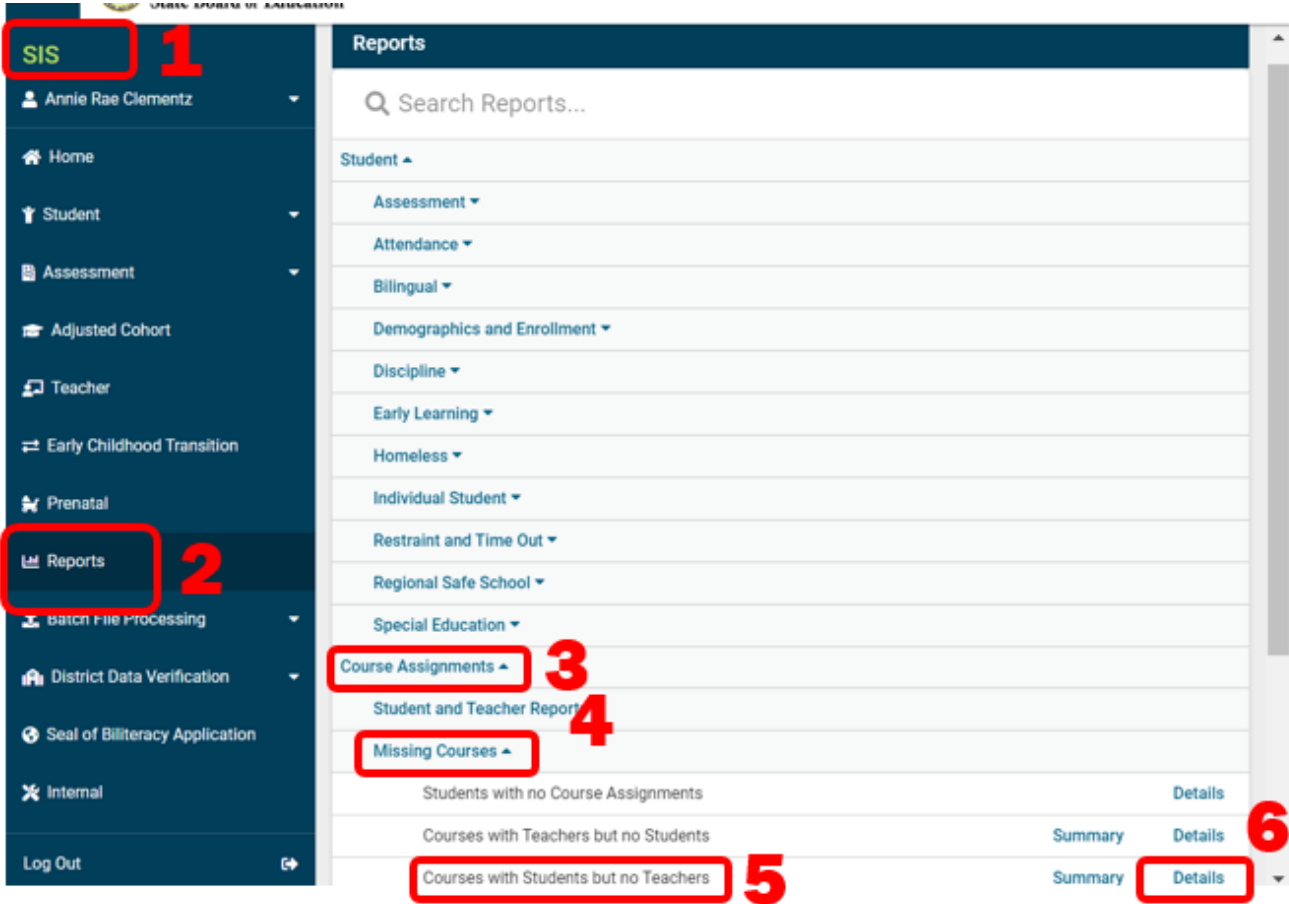 State Board of Education
SIS
1
Annie Rae Clementz
Home
Student
Assessment
Adjusted Cohort
Teacher
Early Childhood Transition
Prenatal
Reports
2
Batch File Processing
District Data Verification
Seal of Biliteracy Application
Internal
Log Out
Reports
Search Reports...
Student
Assessment
Attendance
Bilingual
Demographics and Enrollment
Discipline
Early Learning
Homeless
Individual Student
Restraint and Time Out
Regional Safe School
Special Education
Course Assignments
3
Student and Teacher Reports
4
Missing Courses
Students with no Course Assignments Details
Courses with Teachers but no Students Summary Details
6
Courses with Students but no Teachers Summary Details
5